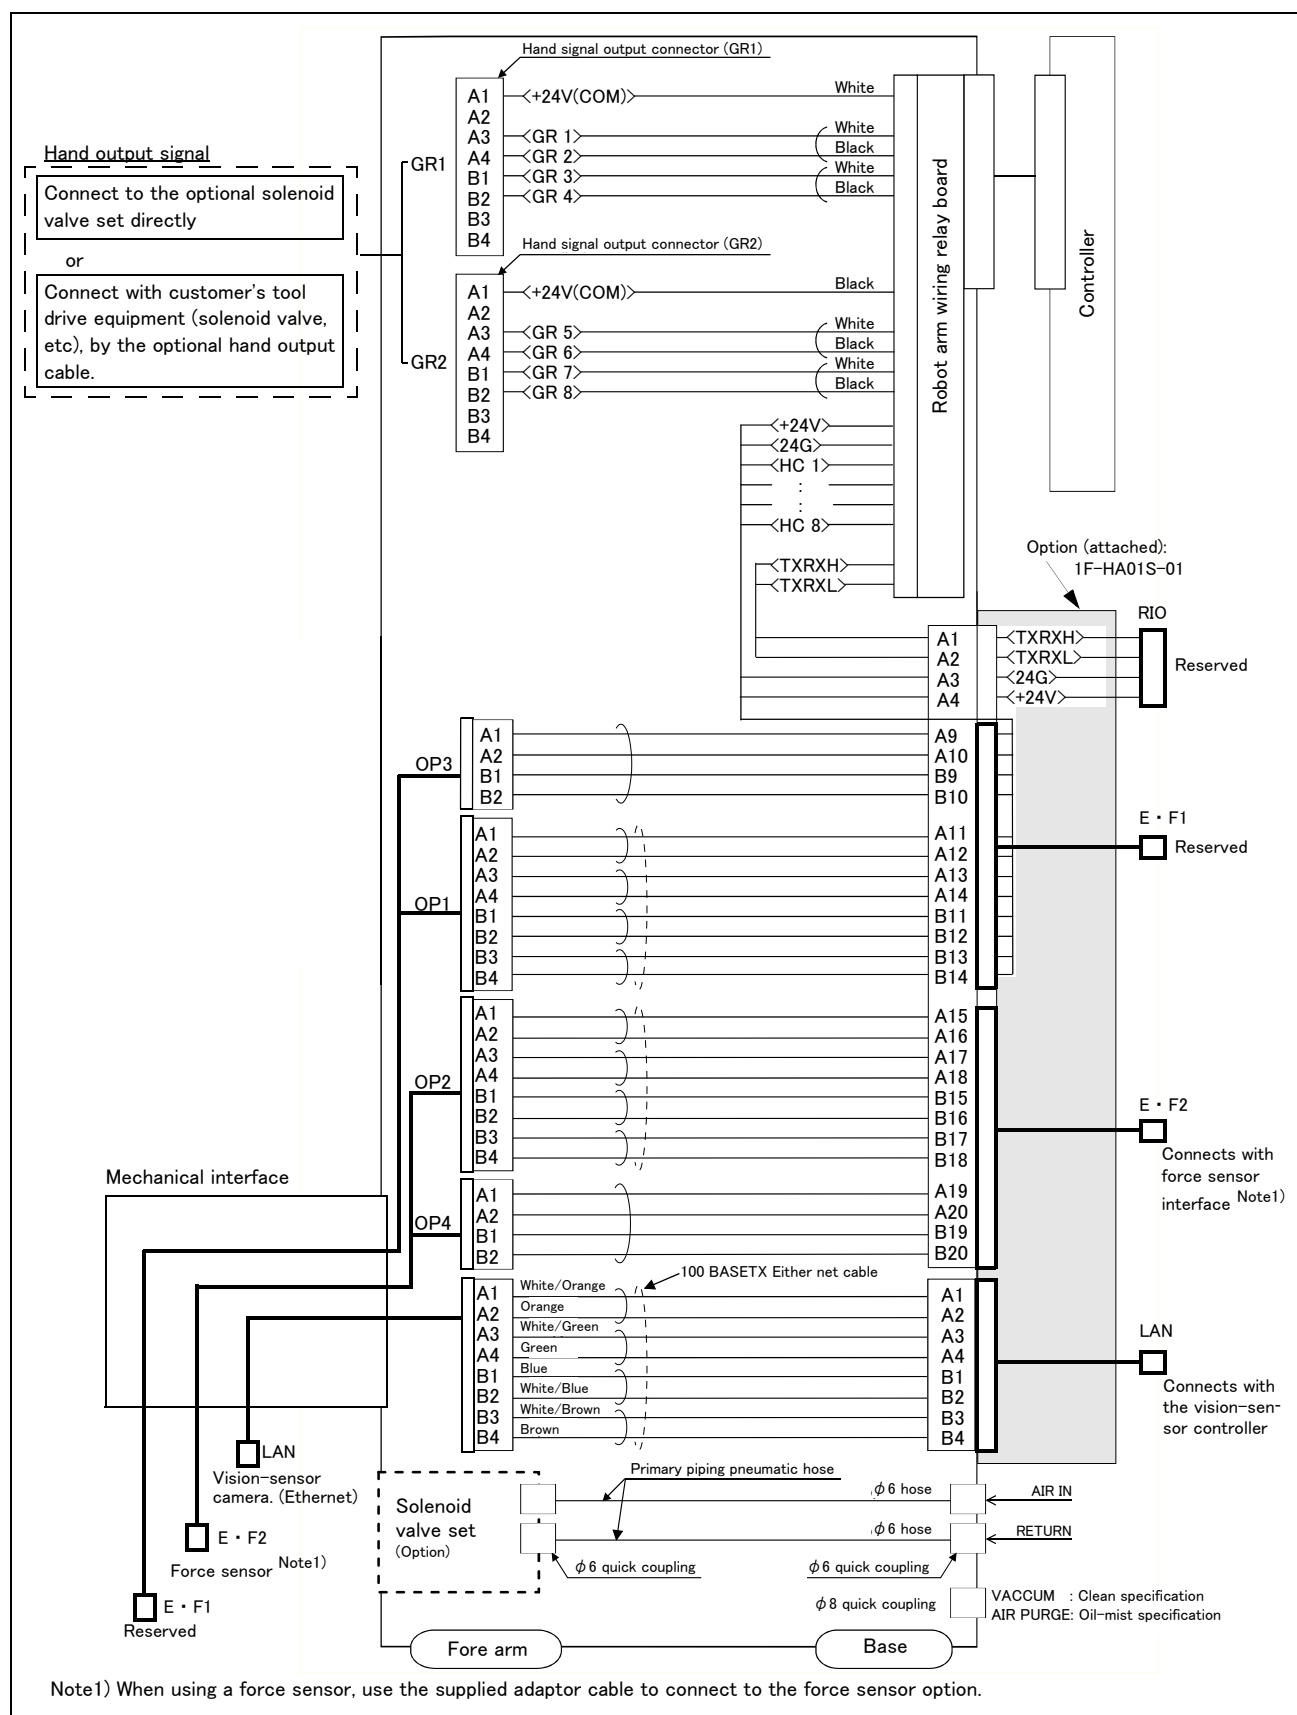 Hand signal output connector (GR1)
A1 <+24V(COM)> White
A2
A3 <GR 1> White
A4 <GR 2> Black
B1 <GR 3> White
B2 <GR 4> Black
B3
B4
GR1
Hand output signal
Connect to the optional solenoid
valve set directly
or
Connect with customer's tool
drive equipment (solenoid valve,
etc), by the optional hand output
cable.
Hand signal output connector (GR2)
A1 <+24V(COM)> Black
A2
A3 <GR 5> White
A4 <GR 6> Black
B1 <GR 7> White
B2 <GR 8> Black
B3
B4
GR2
Robot arm wiring relay board
Controller
<+24V>
<24G>
<HC 1>
:
:
<HC 8>
<TXRXH>
<TXRXL>
Option (attached):
1F-HA01S-01
RIO
Reserved
A1 <TXRXH>
A2 <TXRXL>
A3 <24G>
A4 <+24V>
OP3
A1 A9
A2 A10
B1 B9
B2 B10
OP1
A1 A11
A2 A12
A3 A13
A4 A14
B1 B11
B2 B12
B3 B13
B4 B14
E・F1
Reserved
OP2
A1 A15
A2 A16
A3 A17
A4 A18
B1 B15
B2 B16
B3 B17
B4 B18
OP4
A1 A19
A2 A20
B1 B19
B2 B20
E・F2
Connects with
force sensor
interface Note1)
Mechanical interface
100 BASETX Either net cable
A1 White/Orange A1
A2 Orange A2
A3 White/Green A3
A4 Green A4
B1 Blue B1
B2 White/Blue B2
B3 White/Brown B3
B4 Brown B4
LAN
Connects with
the vision-sen-
sor controller
LAN
Vision-sensor
camera. (Ethernet)
E・F2
Force sensor Note1)
E・F1
Reserved
Solenoid
valve set
(Option)
Primary piping pneumatic hose
φ6 hose AIR IN
φ6 hose RETURN
φ6 quick coupling φ6 quick coupling
φ8 quick coupling
VACCUM : Clean specification
AIR PURGE: Oil-mist specification
Fore arm Base
Note1) When using a force sensor, use the supplied adaptor cable to connect to the force sensor option.